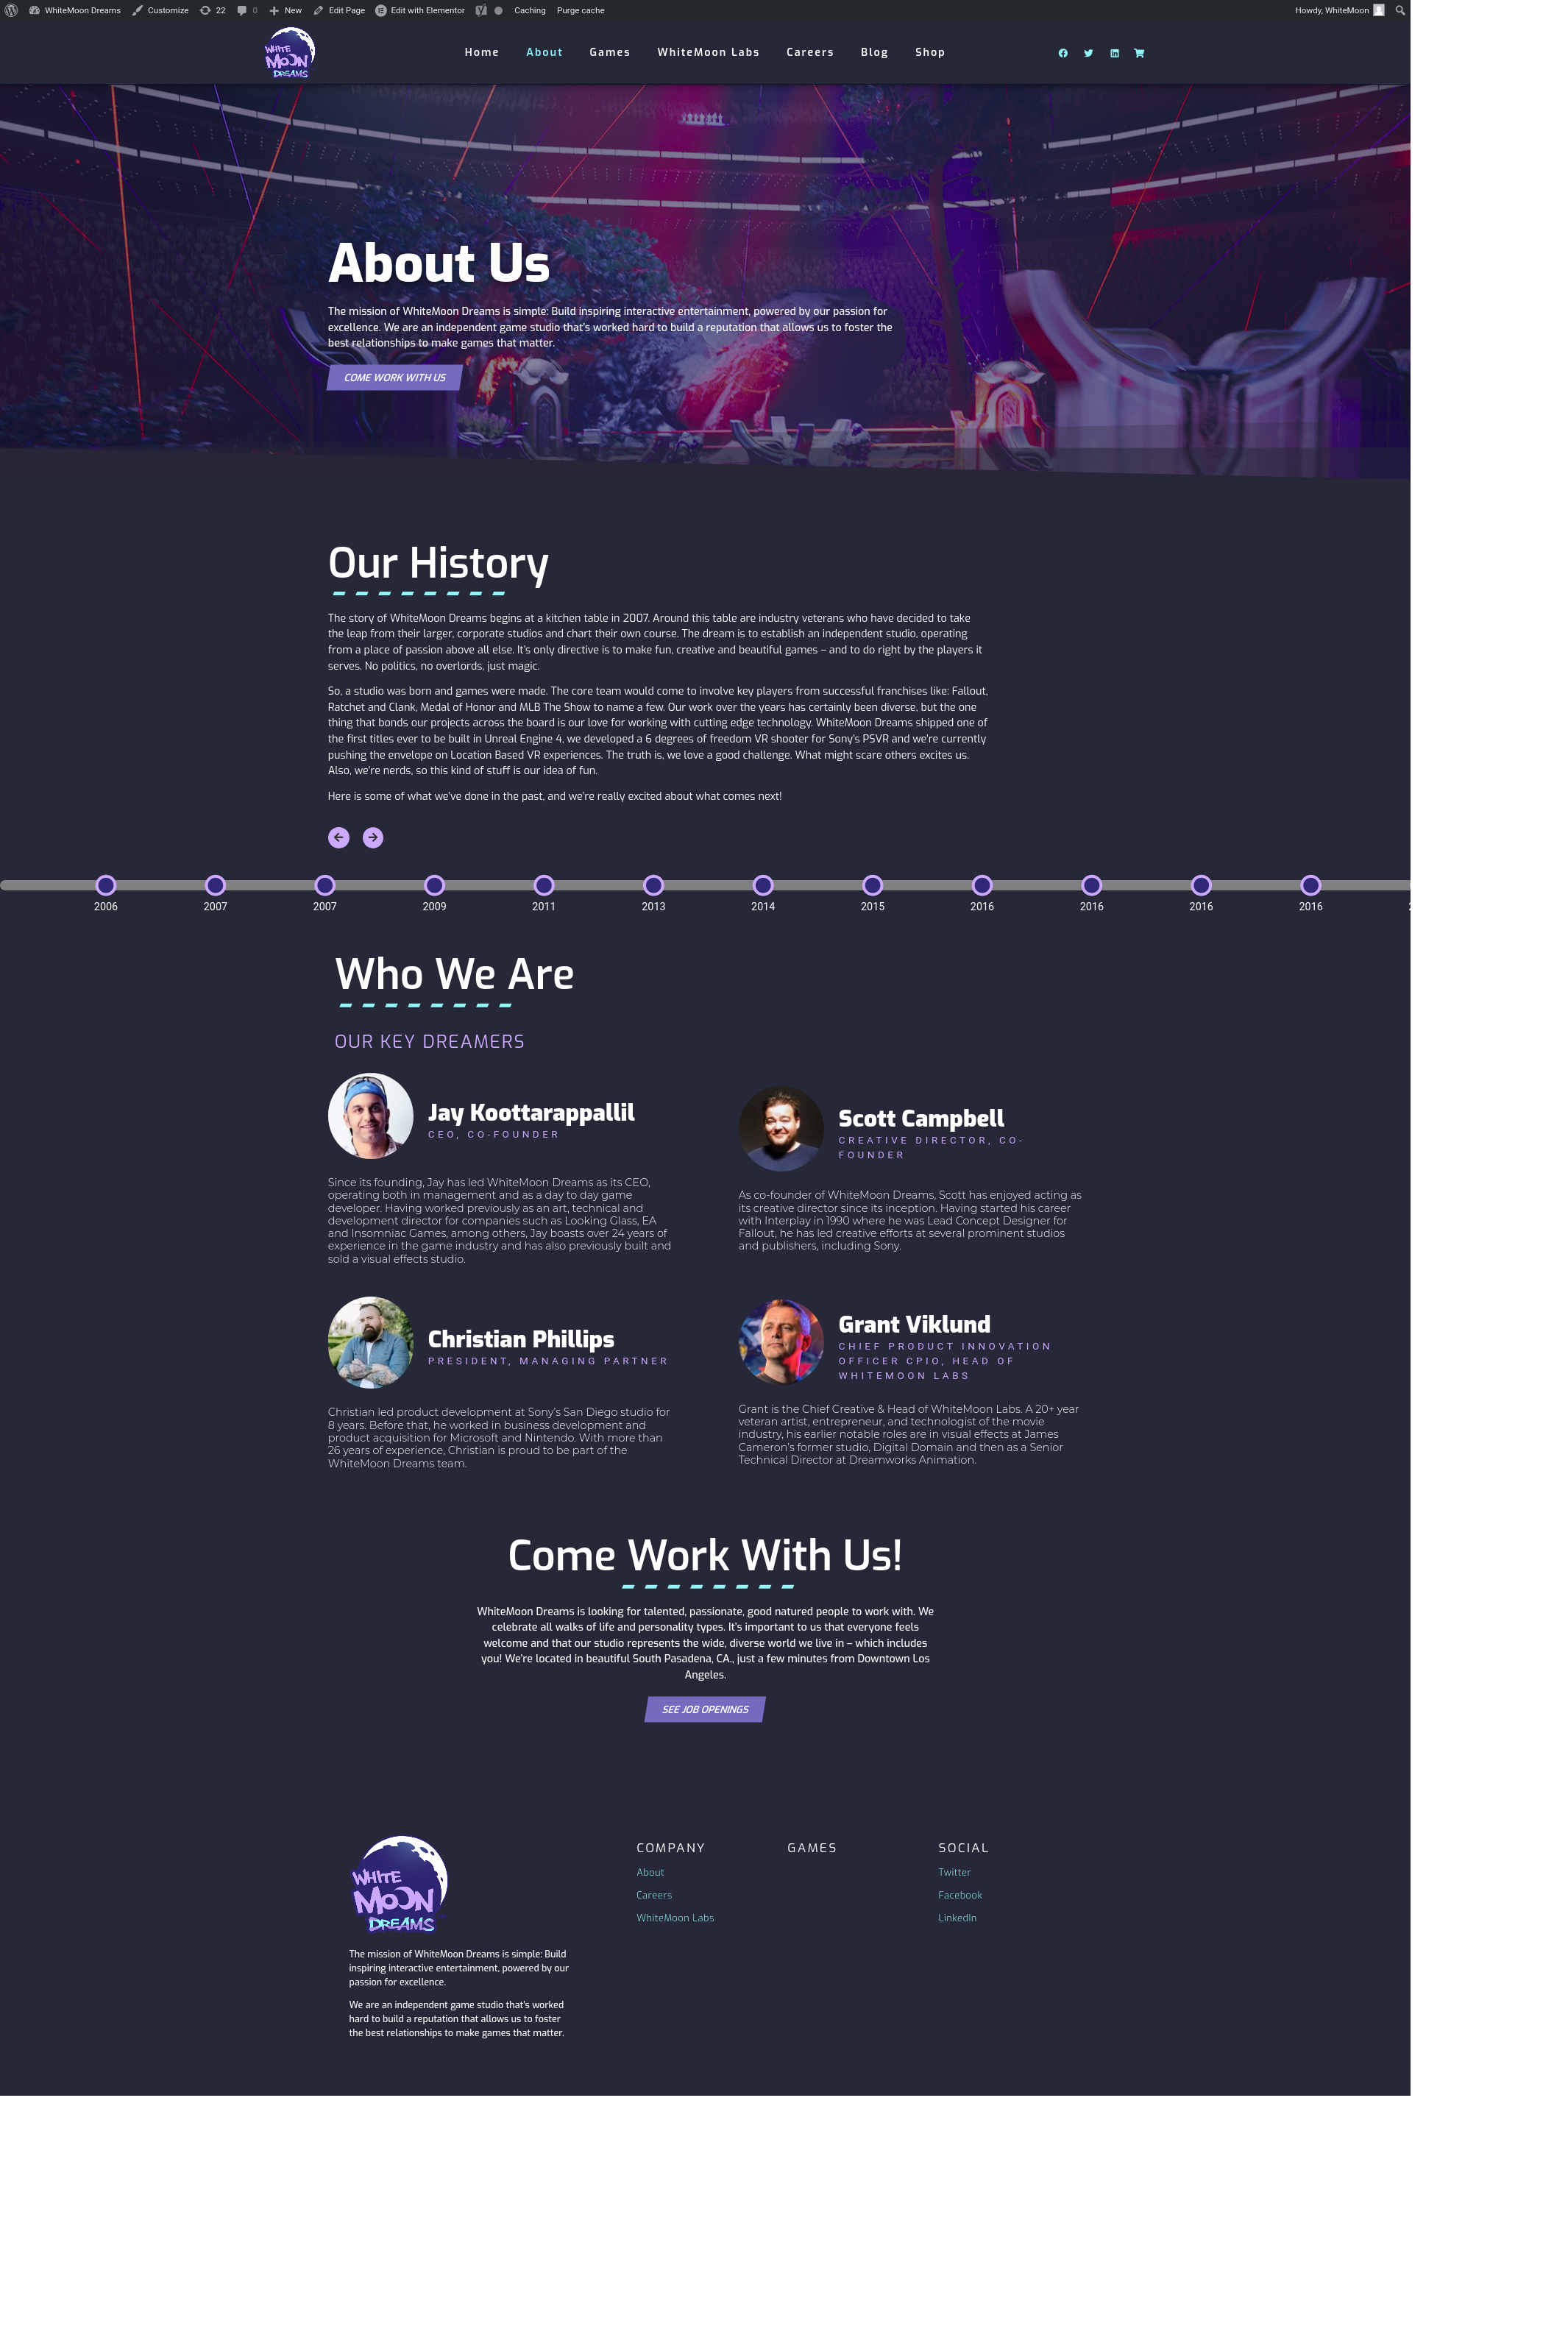 WhiteMoon Dreams Customize 22 0 New Edit Page Edit with Elementor Caching Purge cache Howdy, WhiteMoon
WHITE
MOON
DREAMS
Home About Games WhiteMoon Labs Careers Blog Shop
About Us
The mission of WhiteMoon Dreams is simple: Build inspiring interactive entertainment, powered by our passion for
excellence. We are an independent game studio that's worked hard to build a reputation that allows us to foster the
best relationships to make games that matter.
COME WORK WITH US
Our History
The story of WhiteMoon Dreams begins at a kitchen table in 2007. Around this table are industry veterans who have decided to take
the leap from their larger, corporate studios and chart their own course. The dream is to establish an independent studio, operating
from a place of passion above all else. It's only directive is to make fun, creative and beautiful games – and to do right by the players it
serves. No politics, no overlords, just magic.
So, a studio was born and games were made. The core team would come to involve key players from successful franchises like: Fallout,
Ratchet and Clank, Medal of Honor and MLB The Show to name a few. Our work over the years has certainly been diverse, but the one
thing that bonds our projects across the board is our love for working with cutting edge technology. WhiteMoon Dreams shipped one of
the first titles ever to be built in Unreal Engine 4, we developed a 6 degrees of freedom VR shooter for Sony's PSVR and we're currently
pushing the envelope on Location Based VR experiences. The truth is, we love a good challenge. What might scare others excites us.
Also, we're nerds, so this kind of stuff is our idea of fun.
Here is some of what we've done in the past, and we're really excited about what comes next!
2006 2007 2007 2009 2011 2013 2014 2015 2016 2016 2016 2016
Who We Are
OUR KEY DREAMERS
Jay Koottarappallil
CEO, CO-FOUNDER
Since its founding, Jay has led WhiteMoon Dreams as its CEO,
operating both in management and as a day to day game
developer. Having worked previously as an art, technical and
development director for companies such as Looking Glass, EA
and Insomniac Games, among others, Jay boasts over 24 years of
experience in the game industry and has also previously built and
sold a visual effects studio.
Scott Campbell
CREATIVE DIRECTOR, CO-
FOUNDER
As co-founder of WhiteMoon Dreams, Scott has enjoyed acting as
its creative director since its inception. Having started his career
with Interplay in 1990 where he was Lead Concept Designer for
Fallout, he has led creative efforts at several prominent studios
and publishers, including Sony.
Christian Phillips
PRESIDENT, MANAGING PARTNER
Christian led product development at Sony's San Diego studio for
8 years. Before that, he worked in business development and
product acquisition for Microsoft and Nintendo. With more than
26 years of experience, Christian is proud to be part of the
WhiteMoon Dreams team.
Grant Viklund
CHIEF PRODUCT INNOVATION
OFFICER CPIO, HEAD OF
WHITEMOON LABS
Grant is the Chief Creative & Head of WhiteMoon Labs. A 20+ year
veteran artist, entrepreneur, and technologist of the movie
industry, his earlier notable roles are in visual effects at James
Cameron's former studio, Digital Domain and then as a Senior
Technical Director at Dreamworks Animation.
Come Work With Us!
WhiteMoon Dreams is looking for talented, passionate, good natured people to work with. We
celebrate all walks of life and personality types. It's important to us that everyone feels
welcome and that our studio represents the wide, diverse world we live in – which includes
you! We're located in beautiful South Pasadena, CA., just a few minutes from Downtown Los
Angeles.
SEE JOB OPENINGS
WHITE
MOON
DREAMS
The mission of WhiteMoon Dreams is simple: Build
inspiring interactive entertainment, powered by our
passion for excellence.
We are an independent game studio that's worked
hard to build a reputation that allows us to foster
the best relationships to make games that matter.
COMPANY
About
Careers
WhiteMoon Labs
GAMES
SOCIAL
Twitter
Facebook
LinkedIn